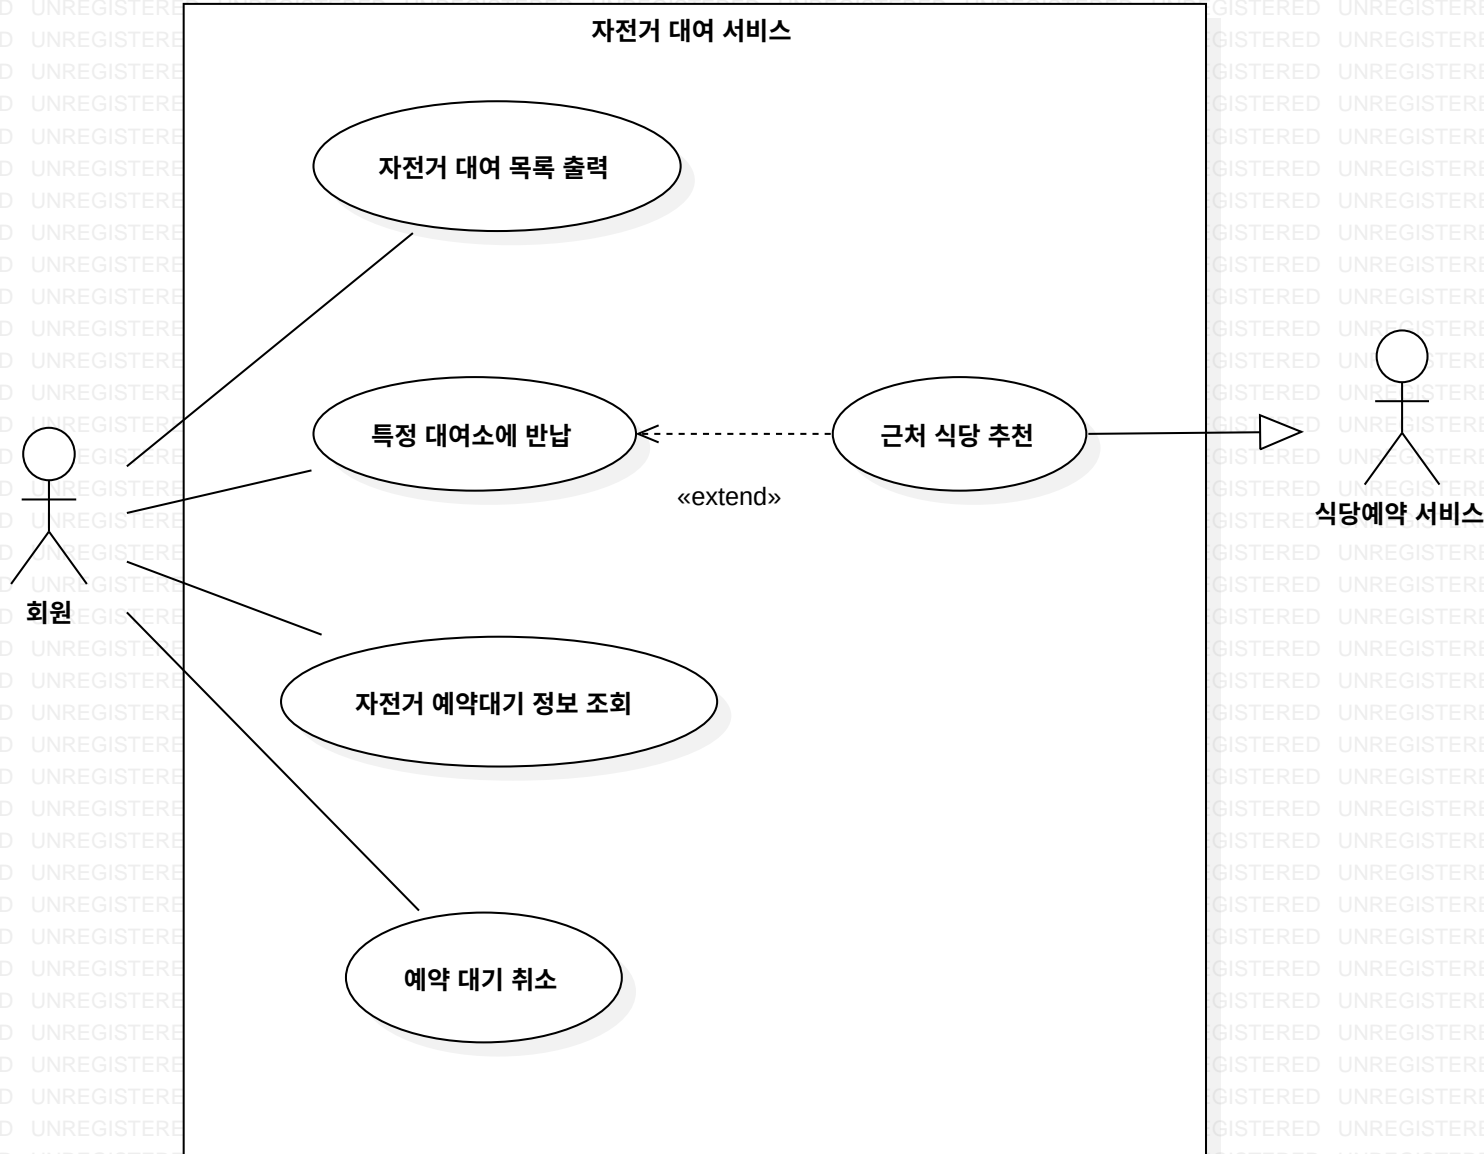 자전거 대여 서비스
자전거 대여 목록 출력
특정 대여소에 반납
근처 식당 추천
«extend»
식당예약 서비스
회원
자전거 예약대기 정보 조회
예약 대기 취소
UNREGISTERED